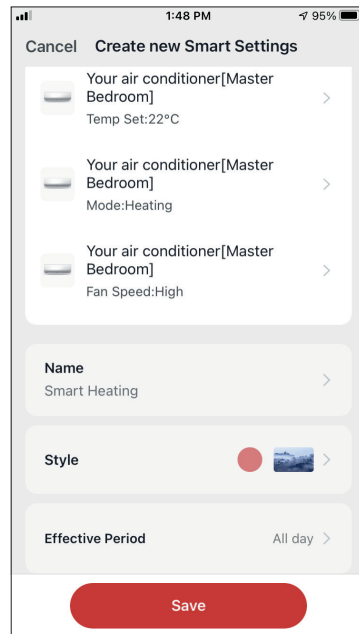 1:48 PM
95%
Cancel Create new Smart Settings
Your air conditioner[Master
Bedroom]
Temp Set:22°C
Your air conditioner[Master
Bedroom]
Mode:Heating
Your air conditioner[Master
Bedroom]
Fan Speed:High
Name
Smart Heating
Style
Effective Period All day
Save